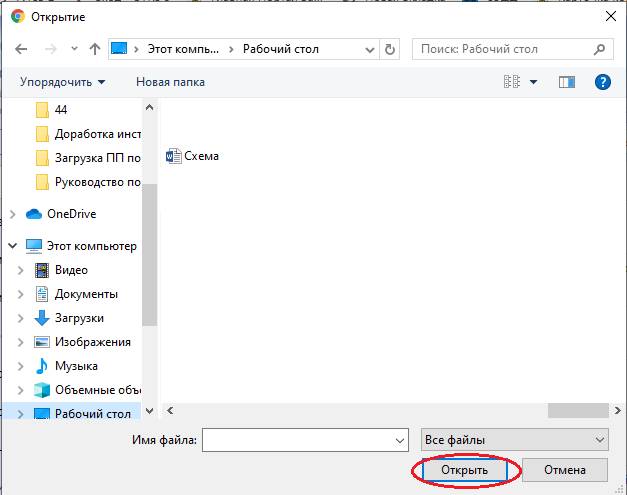 Открытие
Этот компь... Рабочий стол
Поиск: Рабочий стол
Упорядочить Новая папка
44
Доработка инст
Загрузка ПП по
Руководство по
OneDrive
Этот компьютер
Видео
Документы
Загрузки
Изображения
Музыка
Объемные объе
Рабочий стол
Схема
Имя файла:
Все файлы
Открыть Отмена